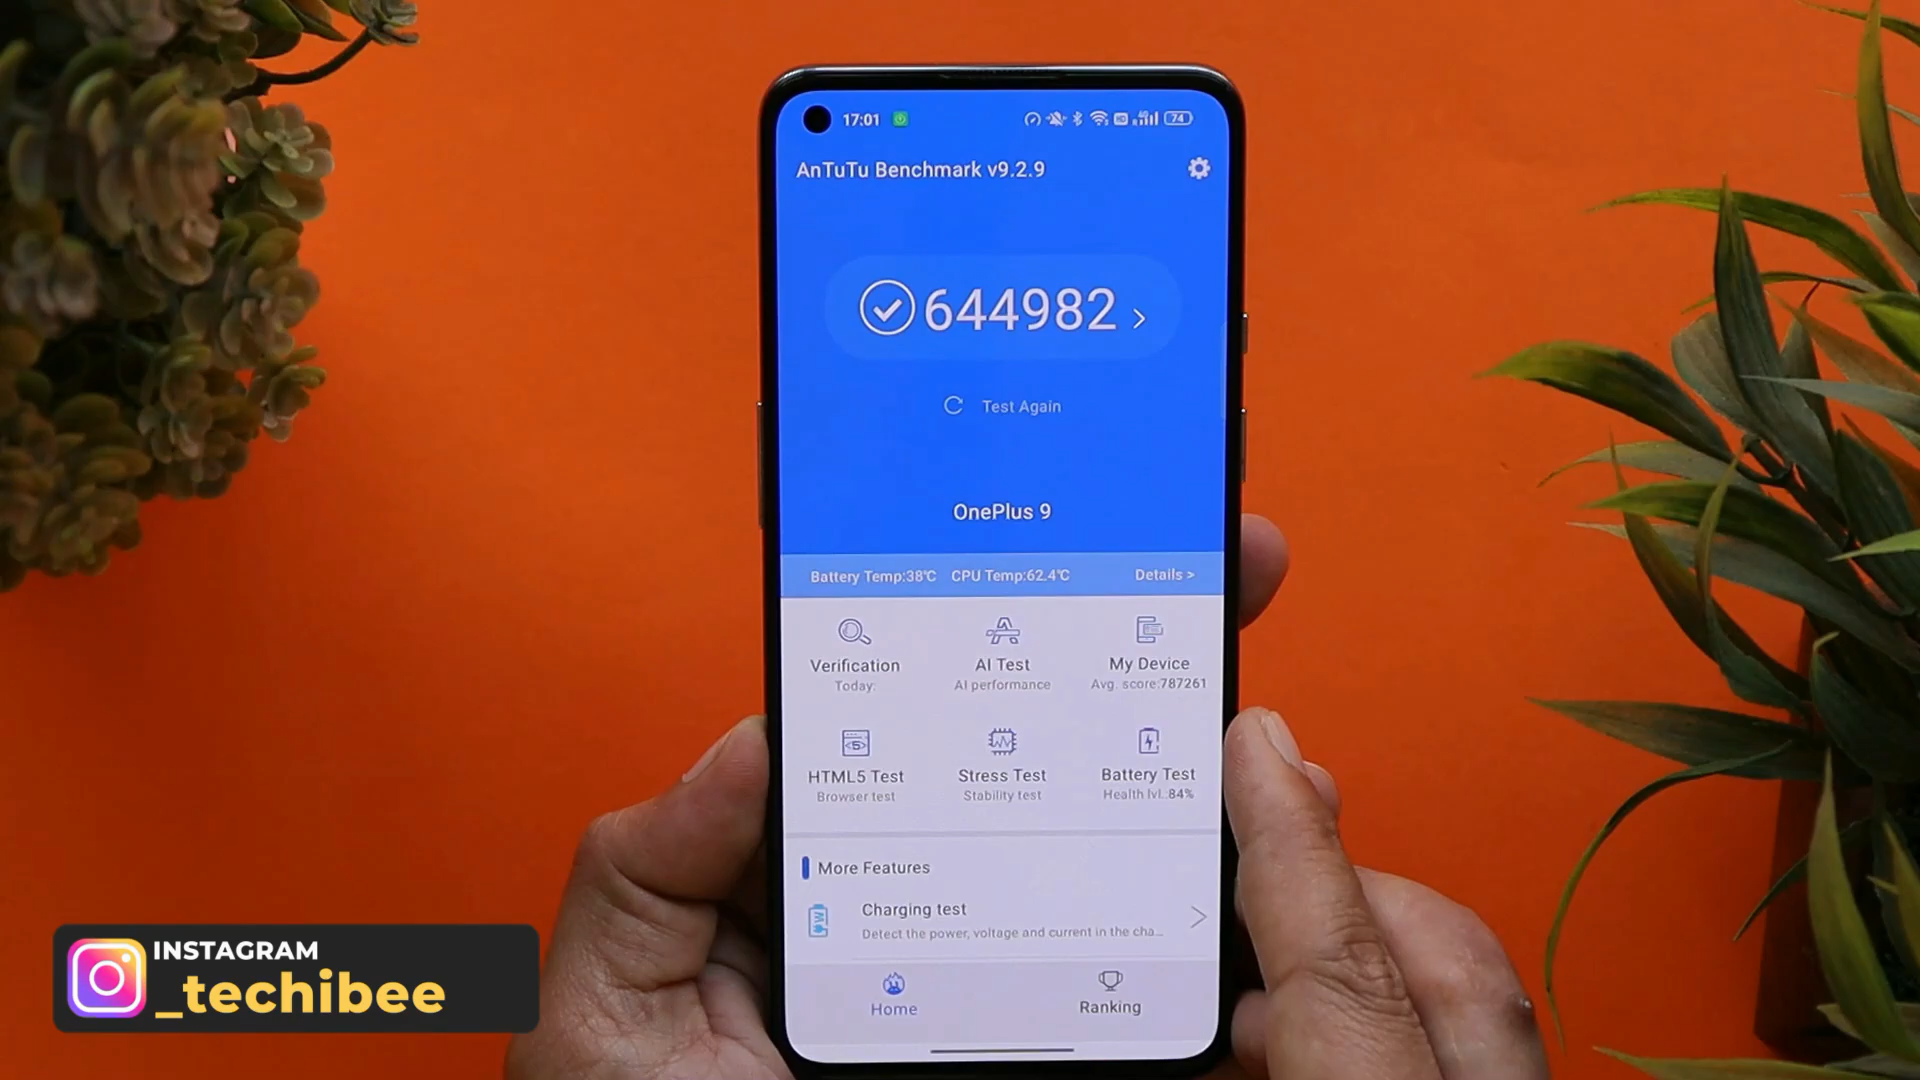 17:01
74
AnTuTu Benchmark v9.2.9
644982
Test Again
OnePlus 9
Battery Temp:38℃ CPU Temp:62.4℃ Details >
Verification
Today:
AI Test
AI performance
My Device
Avg. score:787261
HTML5 Test
Browser test
Stress Test
Stability test
Battery Test
Health lvl.:84%
More Features
Charging test
Detect the power, voltage and current in the cha...
Home
Ranking
INSTAGRAM
_techibee